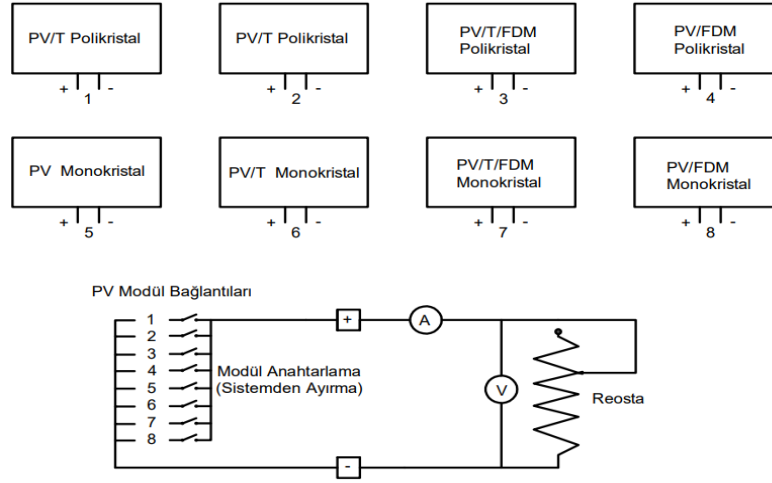 PV/T Polikristal
+ -
1
PV/T Polikristal
+ -
2
PV/T/FDM
Polikristal
+ -
3
PV/FDM
Polikristal
+ -
4
PV Monokristal
+ -
5
PV/T Monokristal
+ -
6
PV/T/FDM
Monokristal
+ -
7
PV/FDM
Monokristal
+ -
8
PV Modül Bağlantıları
1
2
3
4
5
6
7
8
Modül Anahtarlama
(Sistemden Ayırma)
+
A
V
Reosta
-